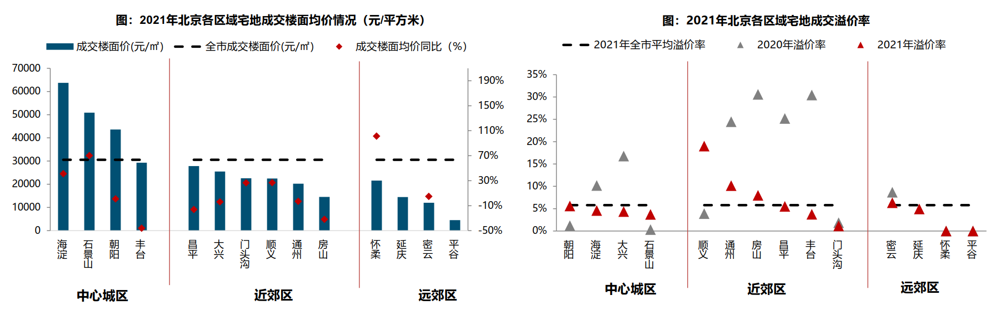 图：2021年北京各区域宅地成交楼面均价情况（元/平方米）
成交楼面价(元/㎡) 全市成交楼面价(元/㎡) 成交楼面均价同比（%）
70000
60000
50000
40000
30000
20000
10000
0
190%
150%
110%
70%
30%
-10%
-50%
海淀 石景山 朝阳 丰台 昌平 大兴 门头沟 顺义 通州 房山 怀柔 延庆 密云 平谷
中心城区 近郊区 远郊区
图：2021年北京各区域宅地成交溢价率
2021年全市平均溢价率 2020年溢价率 2021年溢价率
35%
30%
25%
20%
15%
10%
5%
0%
朝阳 海淀 大兴 石景山 顺义 通州 房山 昌平 丰台 门头沟 密云 延庆 怀柔 平谷
中心城区 近郊区 远郊区